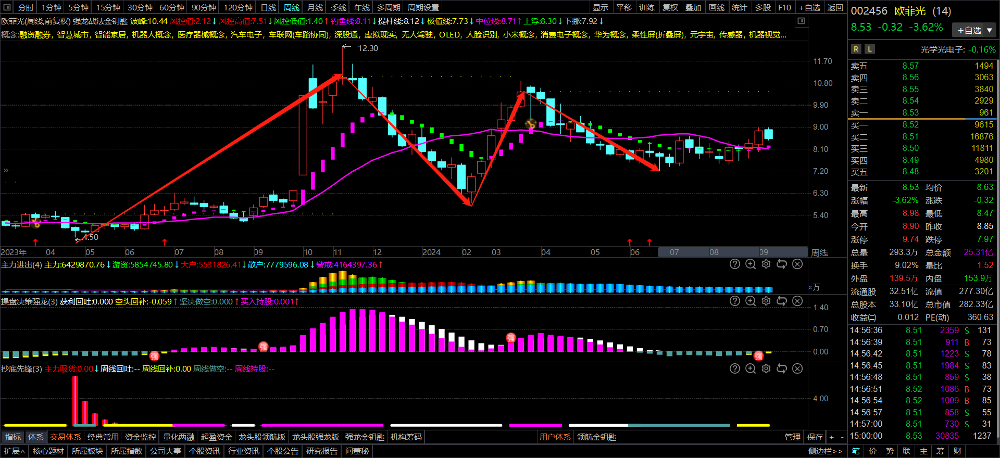 分时 1分钟 5分钟 15分钟 30分钟 60分钟 90分钟 120分钟 日线 周线 月线 季线 年线 多周期 周期设置 显示 平移 训练 复权 叠加 画线 统计 多股 F10 +自选 返回
欧菲光(周线,前复权) 强龙战法金钥匙 波峰:10.44 风控值:2.12↓ 风控高值:7.51↓ 风控低值:1.40↑ 钓鱼线:8.11↓ 提杆线:8.12↓ 极值线:7.73↓ 中位线:8.71↑ 上浮:8.30↓ 下挪:7.92↓
概念:融资融券, 智慧城市, 智能家居, 机器人概念, 医疗器械概念, 汽车电子, 车联网(车路协同), 深股通, 虚拟现实, 无人驾驶, OLED, 人脸识别, 小米概念, 消费电子概念, 华为概念, 柔性屏(折叠屏), 元宇宙, 传感器, 机器视觉...
12.30
4.50
11.70
10.80
9.90
9.00
8.10
7.20
6.30
5.40
2023年 04 05 06 07 08 09 10 11 12 2024 02 03 04 05 06 07 08 09 周线
主力进出(4) 主力:6429870.76↓ 游资:5854745.80↓ 大户:5531826.41↓ 散户:7779596.08↓ 警戒:4164397.36↑
×万
操盘决策强龙(3) 获利回吐:0.000 空头回补:-0.059↑ 坚决做空:0.000↑ 买入持股:0.001↑
1.40
0.70
0.00
强 强 强 强
抄底先锋(3) 主力吸货:0.00↓ 周线回吐:-- 周线回补:0.00 周线做空:-- 周线持股:--
4.00
指标 体系 交易体系 经典常用 资金监控 量化两融 超盈资金 龙头股领航版 龙头股强龙版 强龙金钥匙 机构筹码 用户体系 领航金钥匙 管理 保存 + -
扩展∧ 核心题材 所属板块 所属指数 公司大事 个股资讯 行业资讯 个股公告 研究报告 问董秘 侧边栏>>
002456 欧菲光 (14)
8.53 -0.32 -3.62% +自选 ▼
R L 光学光电子: -0.16%
卖五 8.57 1494
卖四 8.56 3063
卖三 8.55 3840
卖二 8.54 2929
卖一 8.53 961
买一 8.52 9615
买二 8.51 16876
买三 8.50 11811
买四 8.49 4980
买五 8.48 3201
最新 8.53 均价 8.63
涨幅 -3.62% 涨跌 -0.32
最高 8.98 最低 8.47
今开 8.90 昨收 8.85
涨停 9.74 跌停 7.97
总量 293.3万 总金额 25.31亿
换手 9.02% 量比 1.52
外盘 139.5万 内盘 153.9万
流通股 32.51亿 流值 277.30亿
总股本 33.10亿 总市值 282.33亿
收益㈡ 0.012 PE(动) 360.63
14:56:36 8.51 2359 S 131
14:56:39 8.51 911 B 73
14:56:42 8.51 1223 S 78
14:56:45 8.51 1984 S 83
14:56:48 8.51 859 S 38
14:56:51 8.52 1086 B 73
14:56:54 8.52 1009 B 85
14:56:57 8.52 858 S 55
14:57:00 8.51 730 S 31
15:00:00 8.53 30835 1237
笔 价 势 联 主 筹 财